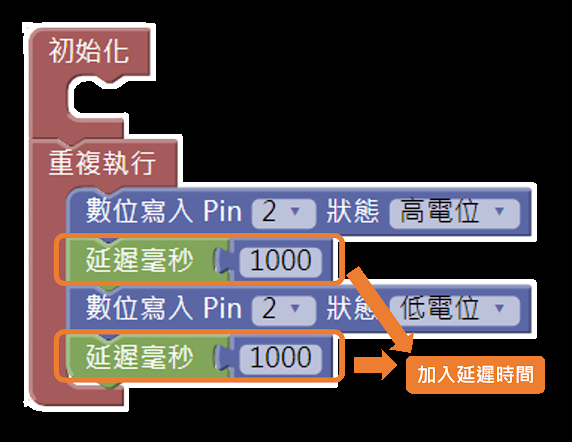 初始化
重複執行
數位寫入 Pin 2 狀態 高電位
延遲毫秒 1000
數位寫入 Pin 2 狀態 低電位
延遲毫秒 1000
加入延遲時間